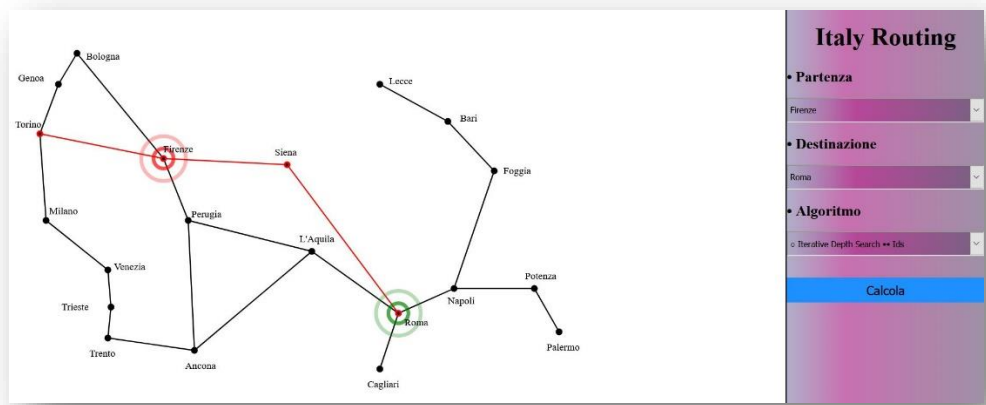 Bologna
Genoa
Torino
Firenze
Siena
Milano
Perugia
L'Aquila
Venezia
Trieste
Trento
Ancona
Roma
Cagliari
Lecce
Bari
Foggia
Napoli
Potenza
Palermo
Italy Routing
• Partenza
Firenze
• Destinazione
Roma
• Algoritmo
○ Iterative Depth Search ↔ Ids
Calcola